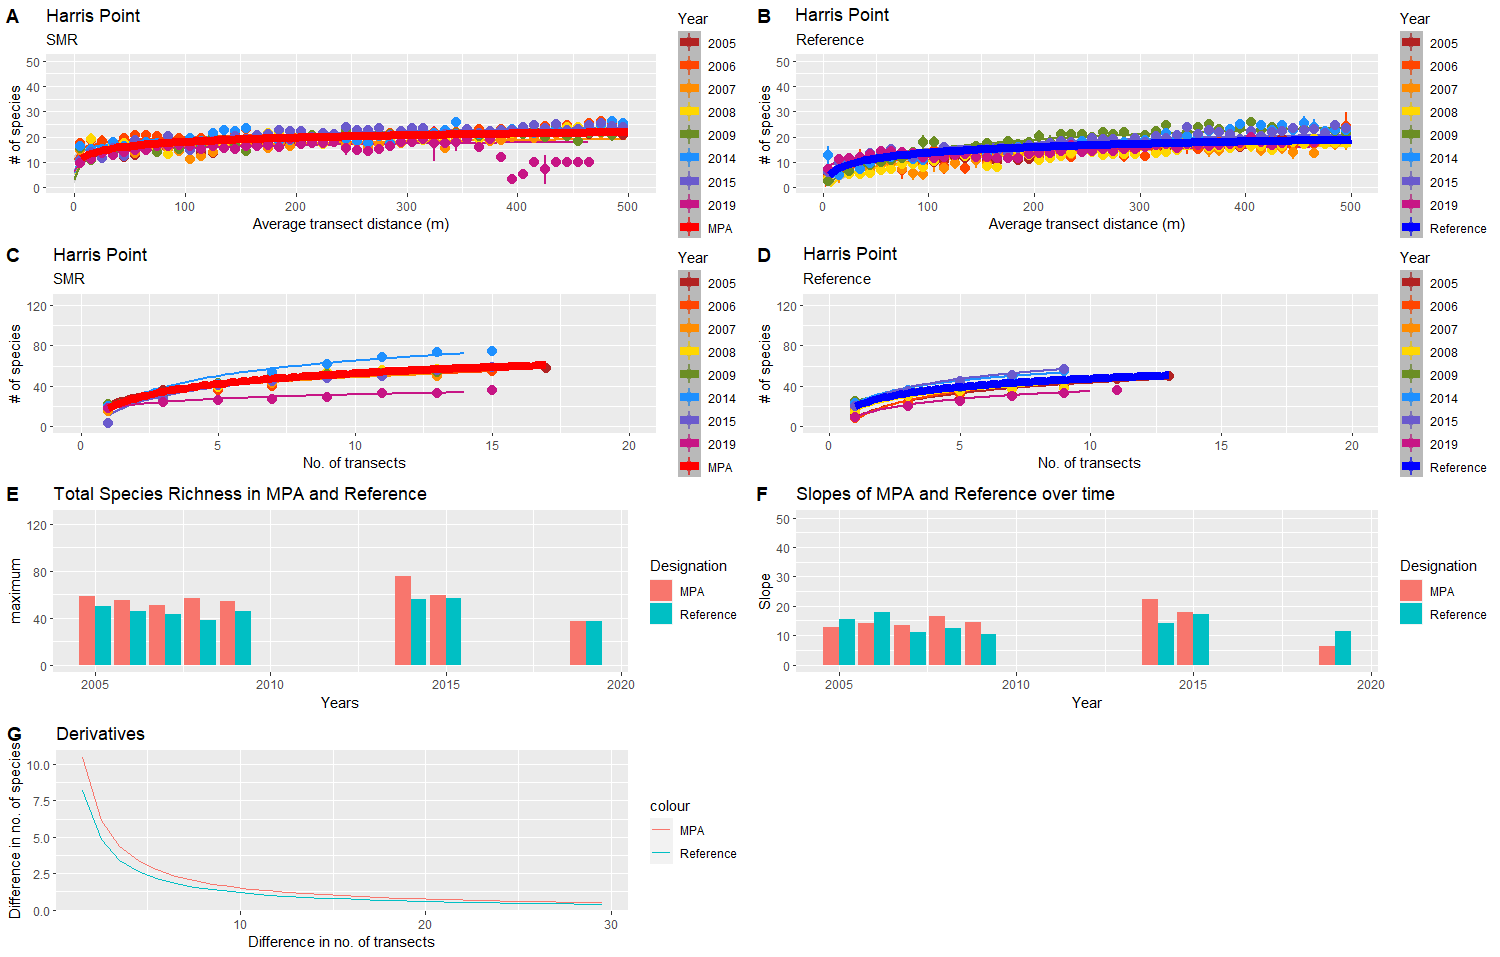 A
Harris Point
SMR
# of species
50
40
30
20
10
0
0
100
200
300
400
500
Average transect distance (m)
Year
2005
2006
2007
2008
2009
2014
2015
2019
MPA
B
Harris Point
Reference
# of species
50
40
30
20
10
0
0
100
200
300
400
500
Average transect distance (m)
Year
2005
2006
2007
2008
2009
2014
2015
2019
Reference
C
Harris Point
SMR
# of species
120
80
40
0
0
5
10
15
20
No. of transects
Year
2005
2006
2007
2008
2009
2014
2015
2019
MPA
D
Harris Point
Reference
# of species
120
80
40
0
0
5
10
15
20
No. of transects
Year
2005
2006
2007
2008
2009
2014
2015
2019
Reference
E
Total Species Richness in MPA and Reference
maximum
120
80
40
0
2005
2010
2015
2020
Years
Designation
MPA
Reference
F
Slopes of MPA and Reference over time
Slope
50
40
30
20
10
0
2005
2010
2015
2020
Year
Designation
MPA
Reference
G
Derivatives
Difference in no. of species
10.0
7.5
5.0
2.5
0.0
10
20
30
Difference in no. of transects
colour
MPA
Reference